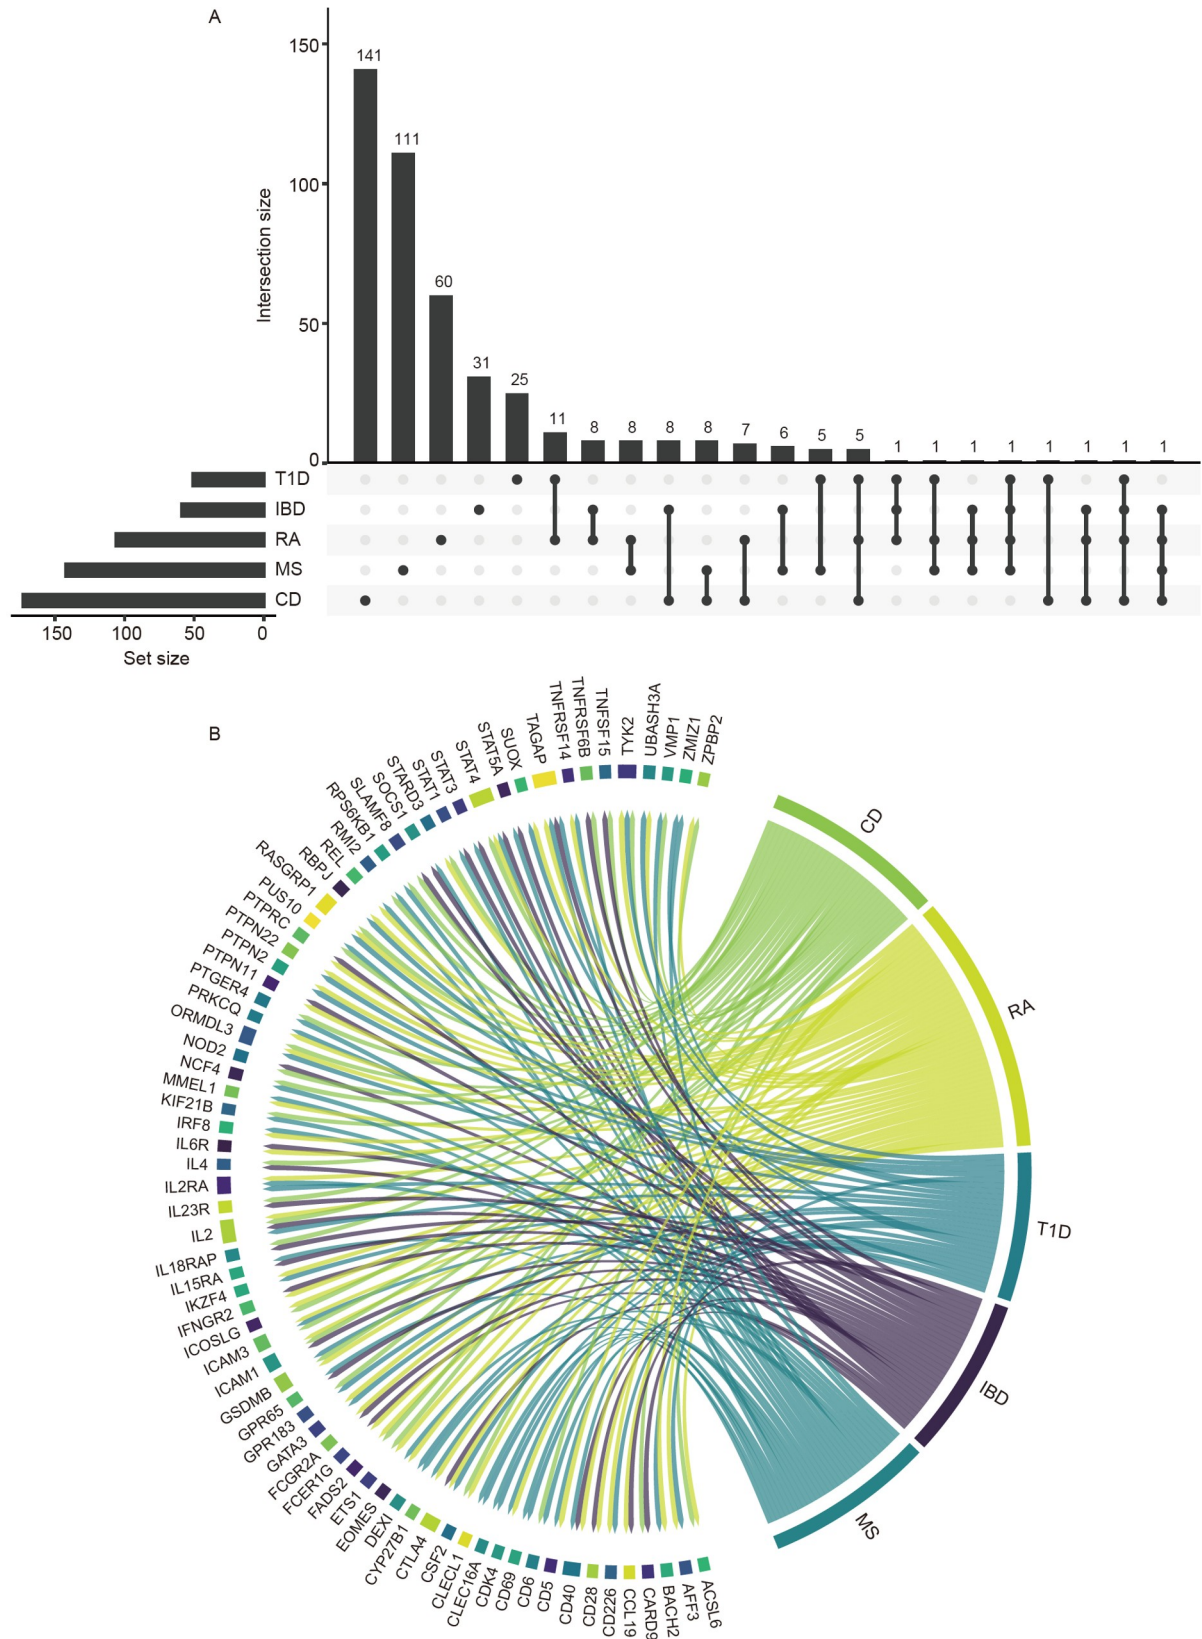 A
Intersection size
150
100
50
0
141
111
60
31
25
11
8
8
8
8
7
6
5
5
1
1
1
1
1
1
1
1
T1D
IBD
RA
MS
CD
150
100
50
0
Set size
B
TNFRSF14
TNFRSF6B
TNFSF15
TYK2
UBASH3A
VMP1
ZMIZ1
ZPBP2
TAGAP
SUOX
STAT5A
STAT4
STAT3
STAT1
STARD3
SOCS1
SLAMF8
RPS6KB1
RMI2
REL
RBPJ
RASGRP1
PUS10
PTPRC
PTPN22
PTPN2
PTPN11
PTGER4
PRKCQ
ORMDL3
NOD2
NCF4
MMEL1
KIF21B
IRF8
IL6R
IL4
IL2RA
IL23R
IL2
IL18RAP
IL15RA
IKZF4
IFNGR2
ICOSLG
ICAM3
ICAM1
GSDMB
GPR65
GPR183
GATA3
FCGR2A
FCER1G
FADS2
ETS1
EOMES
DEXI
CYP27B1
CTLA4
CSF2
CLECL1
CLEC16A
CDK4
CD69
CD6
CD5
CD40
CD28
CD226
CCL19
CARD9
BACH2
AFF3
ACSL6
CD
RA
T1D
IBD
MS